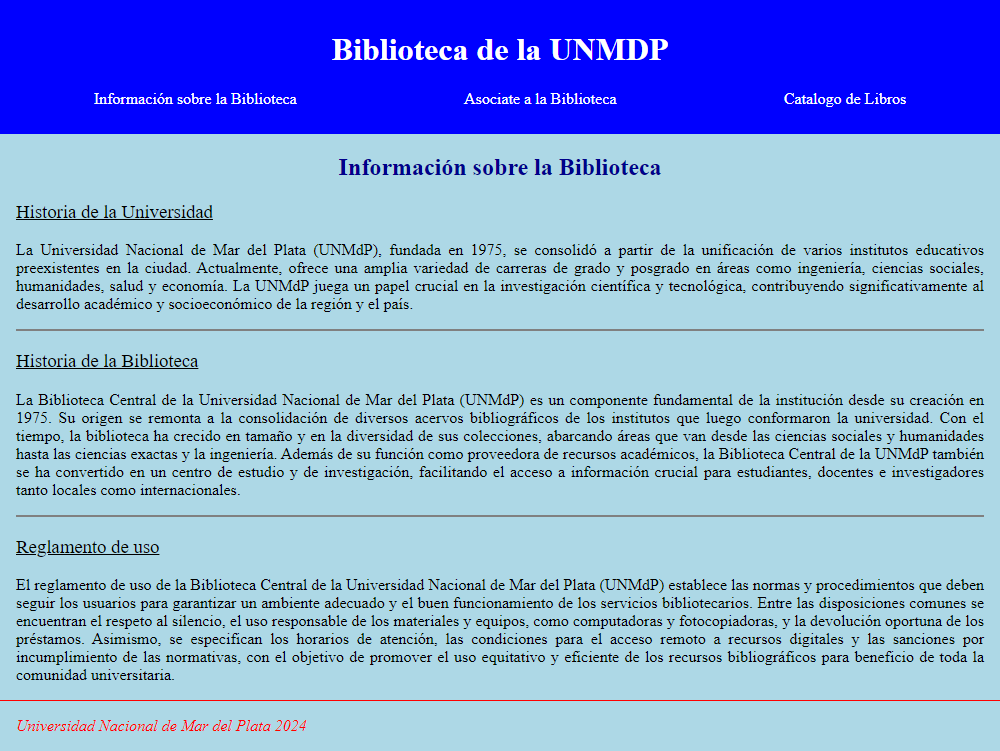 Biblioteca de la UNMDP
Información sobre la Biblioteca
Asociate a la Biblioteca
Catalogo de Libros
Información sobre la Biblioteca
Historia de la Universidad
La Universidad Nacional de Mar del Plata (UNMdP), fundada en 1975, se consolidó a partir de la unificación de varios institutos educativos
preexistentes en la ciudad. Actualmente, ofrece una amplia variedad de carreras de grado y posgrado en áreas como ingeniería, ciencias sociales,
humanidades, salud y economía. La UNMdP juega un papel crucial en la investigación científica y tecnológica, contribuyendo significativamente al
desarrollo académico y socioeconómico de la región y el país.
Historia de la Biblioteca
La Biblioteca Central de la Universidad Nacional de Mar del Plata (UNMdP) es un componente fundamental de la institución desde su creación en
1975. Su origen se remonta a la consolidación de diversos acervos bibliográficos de los institutos que luego conformaron la universidad. Con el
tiempo, la biblioteca ha crecido en tamaño y en la diversidad de sus colecciones, abarcando áreas que van desde las ciencias sociales y humanidades
hasta las ciencias exactas y la ingeniería. Además de su función como proveedora de recursos académicos, la Biblioteca Central de la UNMdP también
se ha convertido en un centro de estudio y de investigación, facilitando el acceso a información crucial para estudiantes, docentes e investigadores
tanto locales como internacionales.
Reglamento de uso
El reglamento de uso de la Biblioteca Central de la Universidad Nacional de Mar del Plata (UNMdP) establece las normas y procedimientos que deben
seguir los usuarios para garantizar un ambiente adecuado y el buen funcionamiento de los servicios bibliotecarios. Entre las disposiciones comunes se
encuentran el respeto al silencio, el uso responsable de los materiales y equipos, como computadoras y fotocopiadoras, y la devolución oportuna de los
préstamos. Asimismo, se especifican los horarios de atención, las condiciones para el acceso remoto a recursos digitales y las sanciones por
incumplimiento de las normativas, con el objetivo de promover el uso equitativo y eficiente de los recursos bibliográficos para beneficio de toda la
comunidad universitaria.
Universidad Nacional de Mar del Plata 2024